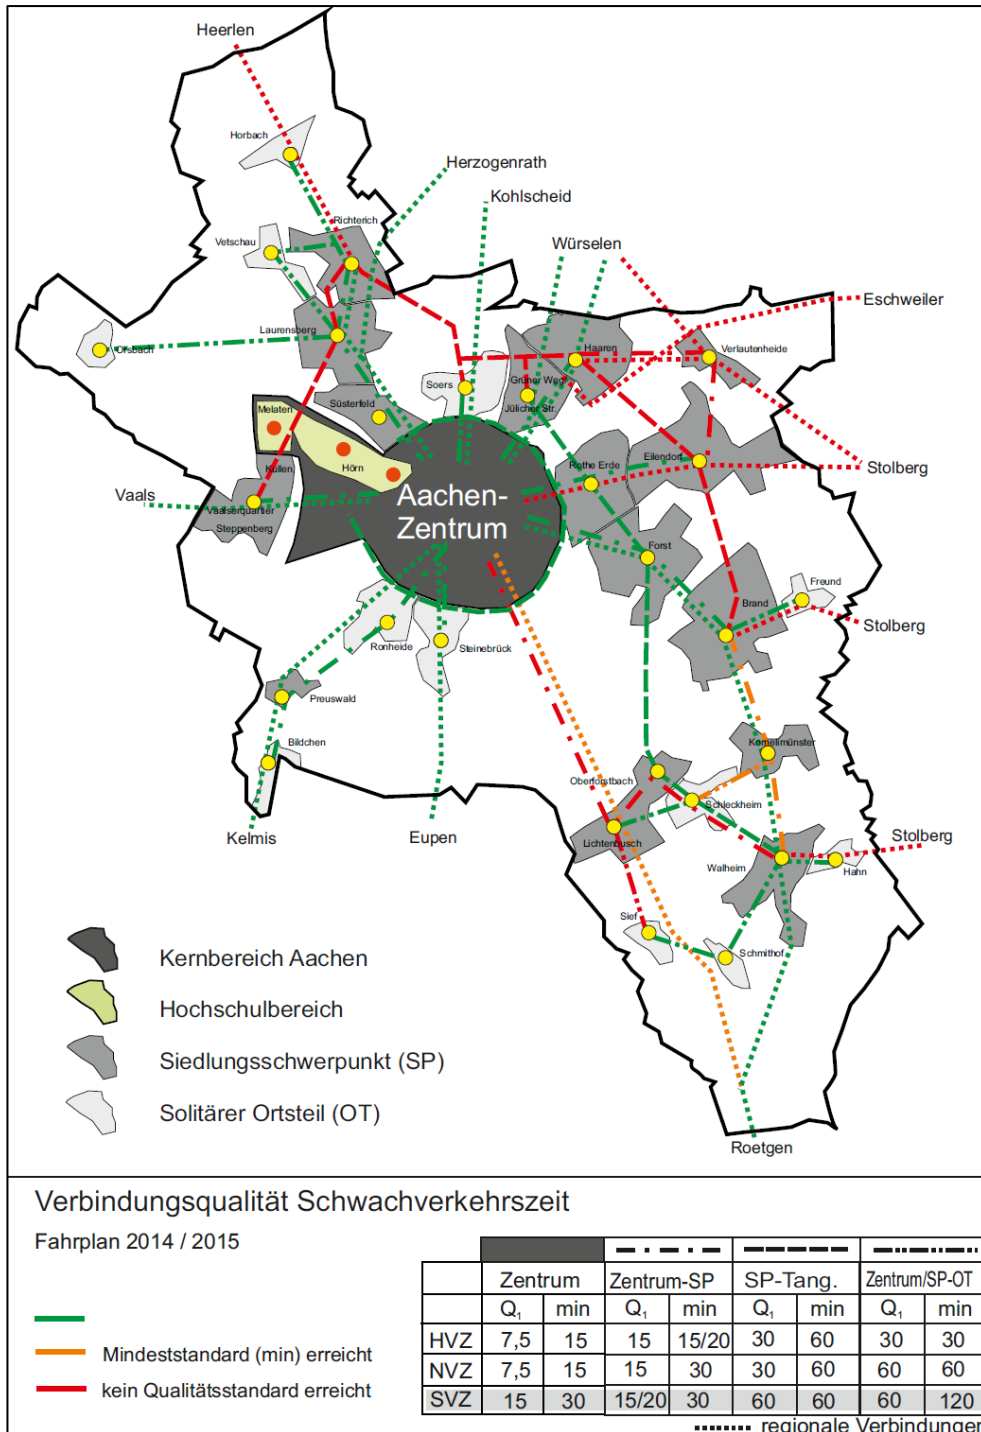 Heerlen
Horbach
Herzogenrath
Kohlscheid
Richterich
Vetschau
Würselen
Eschweiler
Laurensberg
Orsbach
Haaren
Verlautenheide
Soers
Grüner Weg
Jülicher Str.
Melaten
Süsterfeld
Eilendorf
Rothe Erde
Hörn
Kullen
Stolberg
Vaals
Aachen-
Zentrum
Vaalserquartier
Steppenberg
Forst
Freund
Brand
Stolberg
Ronheide
Steinebrück
Preuswald
Bildchen
Kornelimünster
Oberforstbach
Schleckheim
Kelmis
Eupen
Stolberg
Lichtenbusch
Walheim
Hahn
Sief
Schmithof
Kernbereich Aachen
Hochschulbereich
Siedlungsschwerpunkt (SP)
Solitärer Ortsteil (OT)
Roetgen
Verbindungsqualität Schwachverkehrszeit
Fahrplan 2014 / 2015
Mindeststandard (min) erreicht
kein Qualitätsstandard erreicht
Zentrum Zentrum-SP SP-Tang. Zentrum/SP-OT
Q₁ min Q₁ min Q₁ min Q₁ min
HVZ 7,5 15 15 15/20 30 60 30 30
NVZ 7,5 15 15 30 30 60 60 60
SVZ 15 30 15/20 30 60 60 60 120
regionale Verbindungen